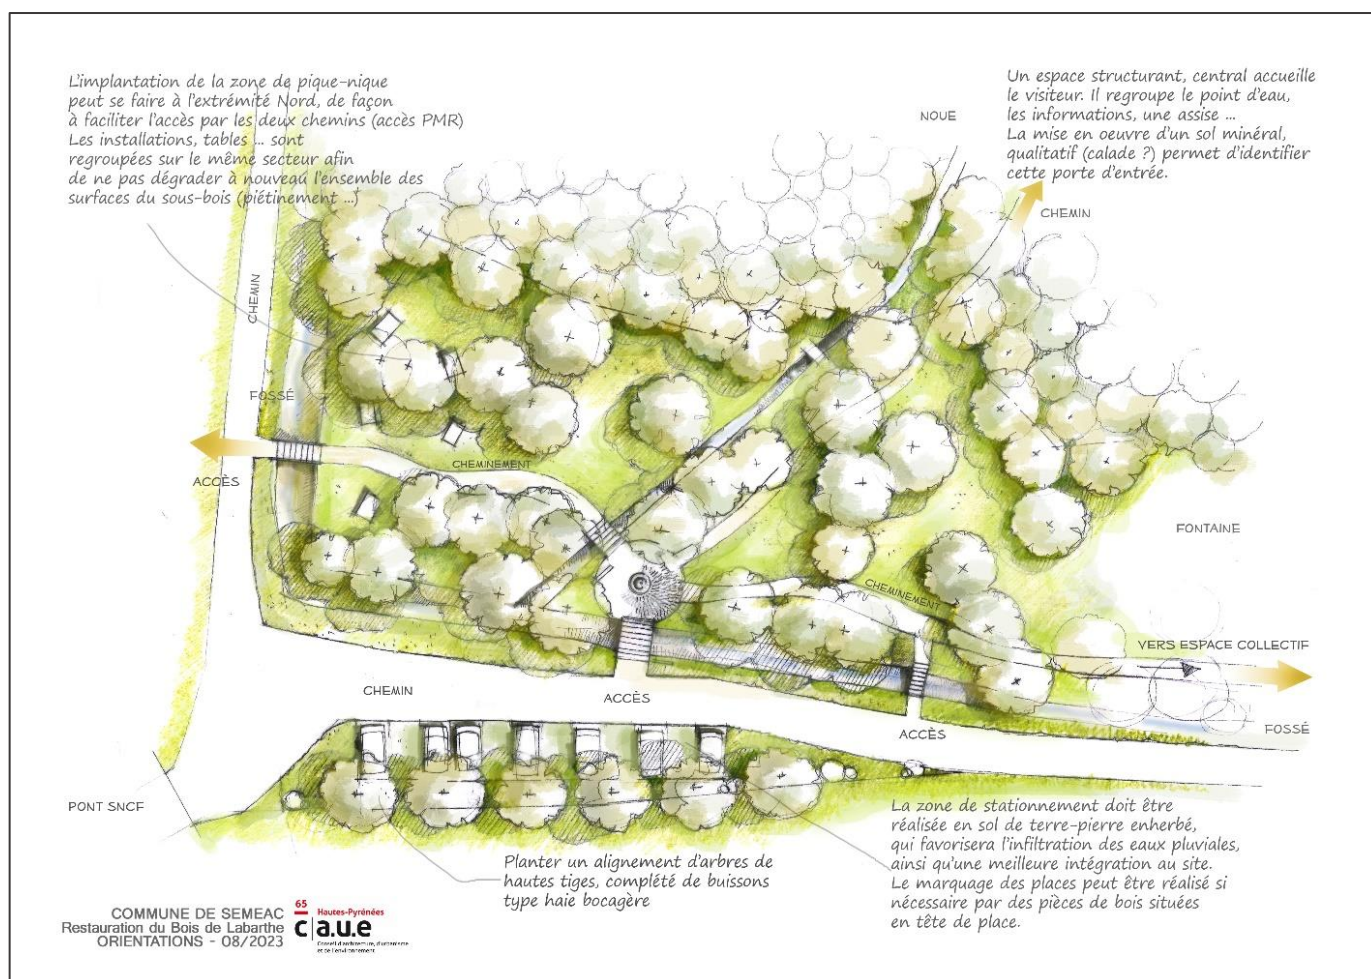 L'implantation de la zone de pique-nique
peut se faire à l'extrémité Nord, de façon
à faciliter l'accès par les deux chemins (accès PMR)
Les installations, tables ... sont
regroupées sur le même secteur afin
de ne pas dégrader à nouveau l'ensemble des
surfaces du sous-bois (piétinement ...)
Un espace structurant, central accueille
le visiteur. Il regroupe le point d'eau,
les informations, une assise ...
La mise en oeuvre d'un sol minéral,
qualitatif (calade ?) permet d'identifier
cette porte d'entrée.
NOUE
CHEMIN
CHEMIN
FOSSÉ
ACCÈS
CHEMINEMENT
FONTAINE
CHEMINEMENT
VERS ESPACE COLLECTIF
CHEMIN
ACCÈS
ACCÈS
FOSSÉ
PONT SNCF
La zone de stationnement doit être
réalisée en sol de terre-pierre enherbé,
qui favorisera l'infiltration des eaux pluviales,
ainsi qu'une meilleure intégration au site.
Le marquage des places peut être réalisé si
nécessaire par des pièces de bois situées
en tête de place.
Planter un alignement d'arbres de
hautes tiges, complété de buissons
type haie bocagère
COMMUNE DE SEMEAC
Restauration du Bois de Labarthe
ORIENTATIONS - 08/2023
65
Hautes-Pyrénées
c|a.u.e
Conseil d'architecture, d'urbanisme
et de l'environnement